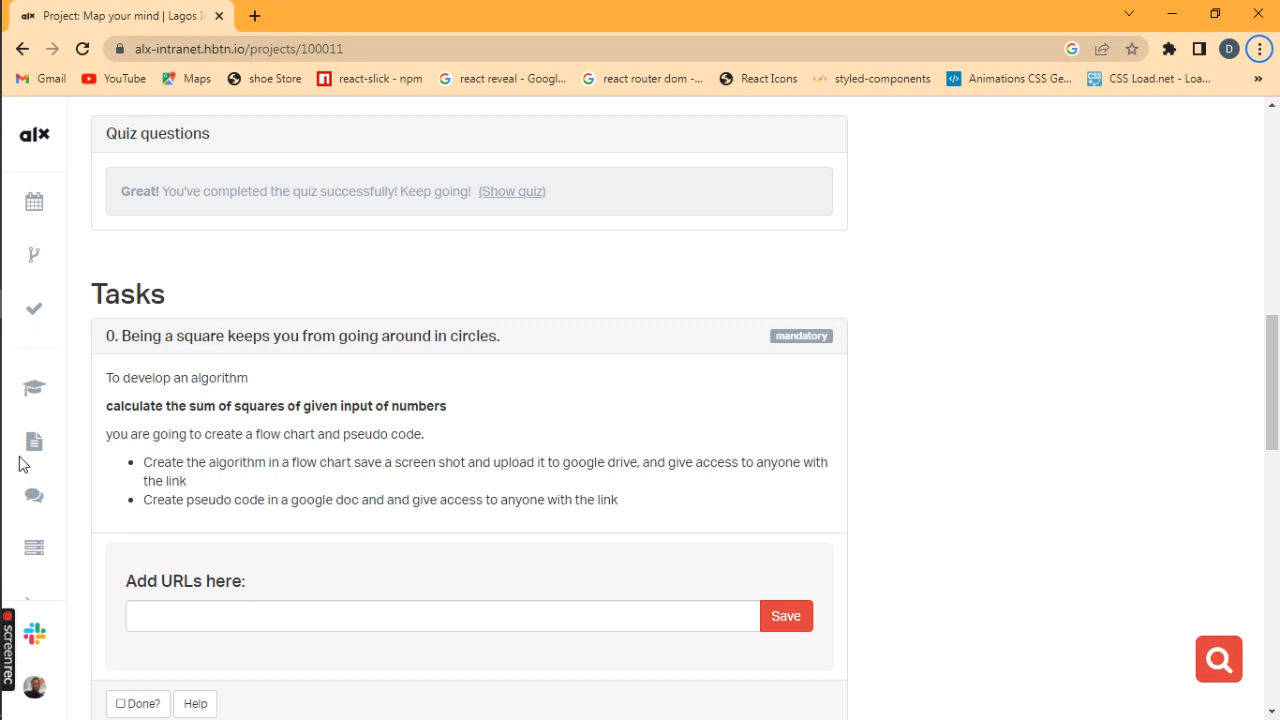 alx Project: Map your mind | Lagos I
alx-intranet.hbtn.io/projects/100011
D
Gmail YouTube Maps shoe Store react-slick - npm react reveal - Googl... react router dom -... React Icons styled-components Animations CSS Ge... CSS Load.net - Loa... »
alx
Quiz questions
Great! You've completed the quiz successfully! Keep going! (Show quiz)
Tasks
0. Being a square keeps you from going around in circles.
mandatory
To develop an algorithm
calculate the sum of squares of given input of numbers
you are going to create a flow chart and pseudo code.
• Create the algorithm in a flow chart save a screen shot and upload it to google drive, and give access to anyone with
the link
• Create pseudo code in a google doc and and give access to anyone with the link
Add URLs here:
Save
Done? Help
screenrec